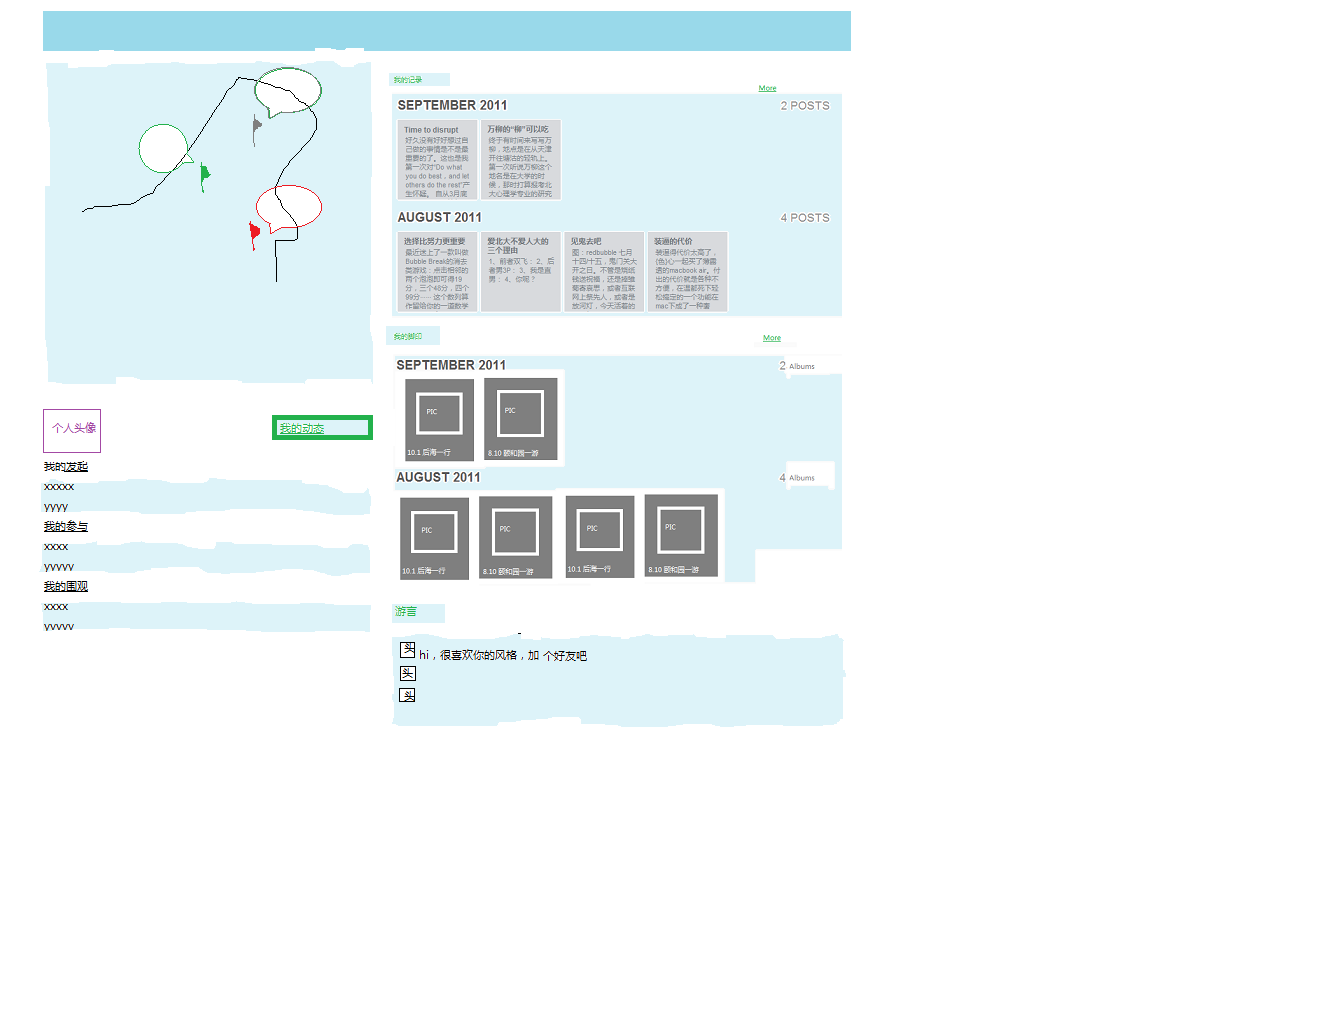 我的记录
More
SEPTEMBER 2011
2 POSTS
Time to disrupt
好久没有好好想过自
己做的事情是不是最
重要的了。这也是我
第一次对“Do what
you do best，and let
others do the rest”产
生怀疑。 自从3月底
万柳的“柳”可以吃
终于有时间来写写万
柳，地点是在从天津
开往塘沽的轻轨上。
第一次听说万柳这个
地名是在大学的时
候，那时打算报考北
大心理学专业的研究
AUGUST 2011
4 POSTS
选择比努力更重要
最近迷上了一款叫做
Bubble Break的消去
类游戏：点击相邻的
两个泡泡即可得19
分，三个48分，四个
99分······ 这个数列算
作留给你的一道数学
爱北大不爱人大的
三个理由
1、前者双飞： 2、后
者男3P： 3、我是直
男： 4、你呢？
见鬼去吧
图：redbubble 七月
十四/十五，鬼门关大
开之日。不管是烧纸
钱送祝福，还是掉锥
郁寄哀思，或者互联
网上祭先人，或者是
放河灯，今天活着的
装逼的代价
装逼得代价太高了，
(色)心一起买了薄露
透的macbook air。付
出的代价就是各种不
方便，在温都死下轻
松搞定的一个功能在
mac下成了一种奢
我的脚印
More
SEPTEMBER 2011
2 Albums
PIC
PIC
10.1 后海一行
8.10 颐和园一游
AUGUST 2011
4 Albums
PIC
PIC
PIC
PIC
10.1 后海一行
8.10 颐和园一游
10.1 后海一行
8.10 颐和园一游
个人头像
我的动态
我的发起
xxxxx
yyyy
我的参与
xxxx
yyyyy
我的围观
xxxx
yyyyy
游言
头 hi，很喜欢你的风格，加 个好友吧
头
头